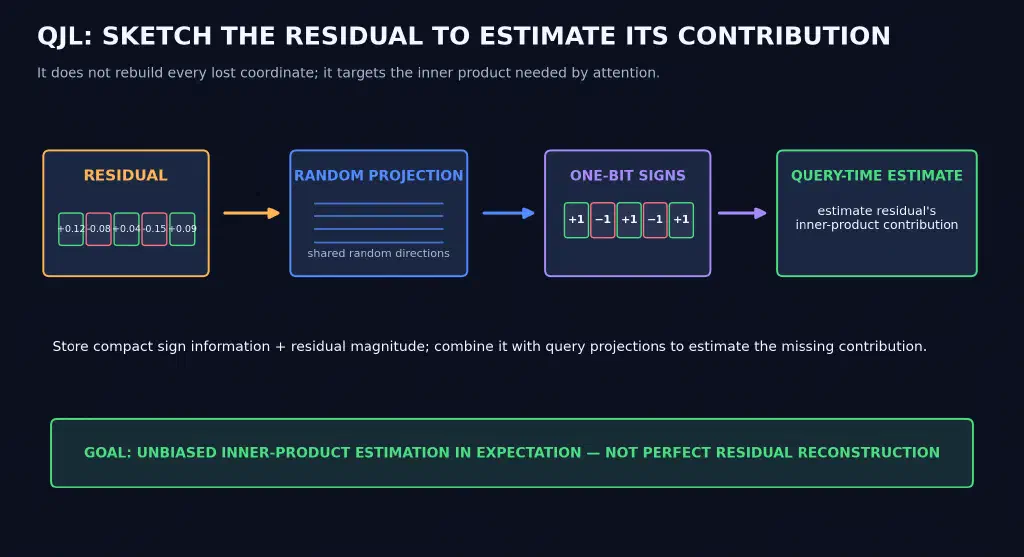 QJL: SKETCH THE RESIDUAL TO ESTIMATE ITS CONTRIBUTION
It does not rebuild every lost coordinate; it targets the inner product needed by attention.
RESIDUAL
+0.12 -0.08 +0.04 -0.15 +0.09
RANDOM PROJECTION
shared random directions
ONE-BIT SIGNS
+1 −1 +1 −1 +1
QUERY-TIME ESTIMATE
estimate residual's
inner-product contribution
Store compact sign information + residual magnitude; combine it with query projections to estimate the missing contribution.
GOAL: UNBIASED INNER-PRODUCT ESTIMATION IN EXPECTATION — NOT PERFECT RESIDUAL RECONSTRUCTION